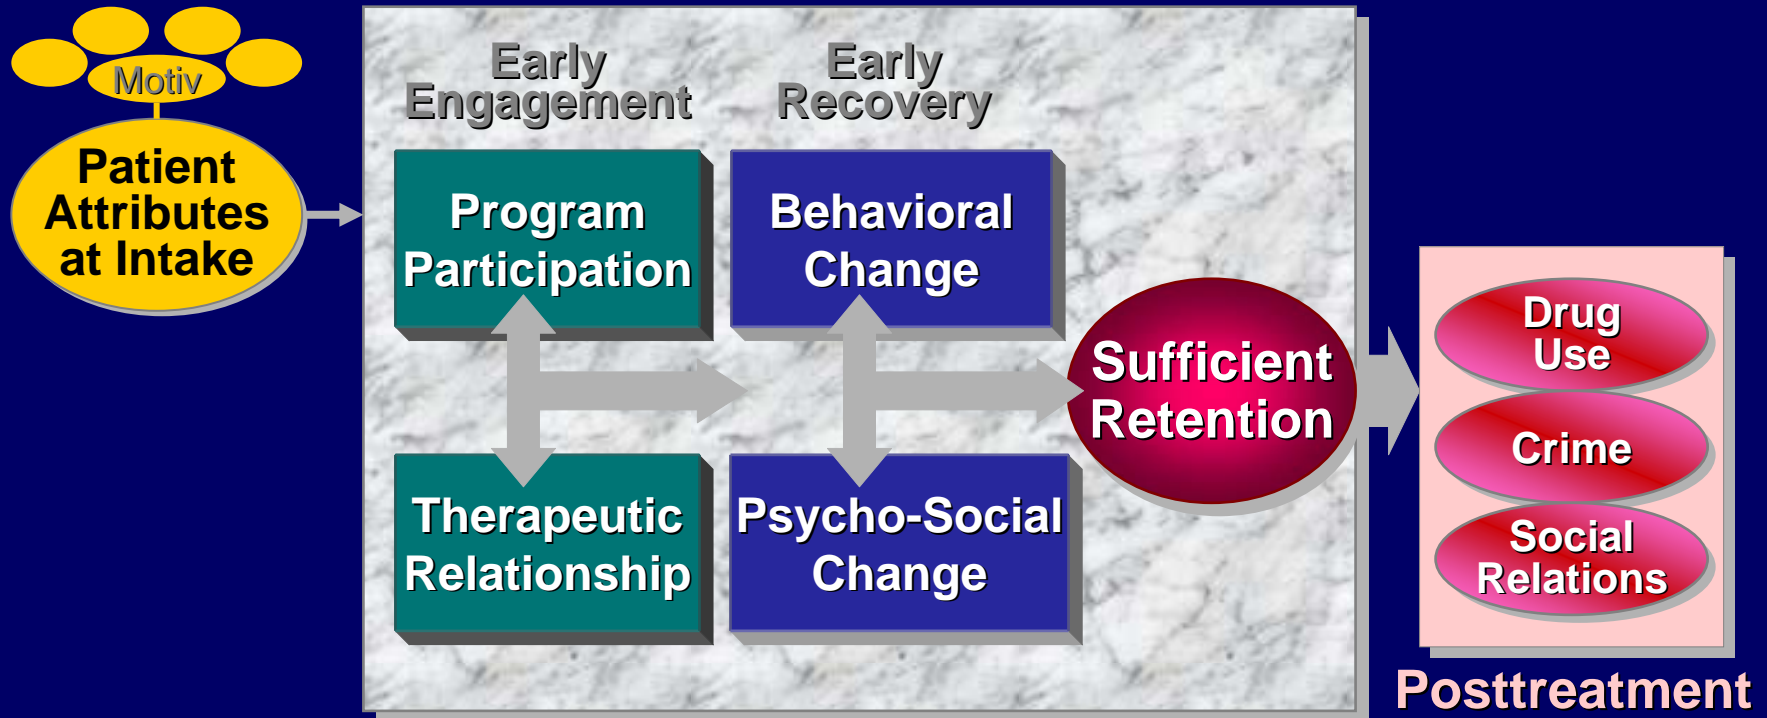 Motiv
Patient
Attributes
at Intake
Early
Engagement
Program
Participation
Therapeutic
Relationship
Early
Recovery
Behavioral
Change
Psycho-Social
Change
Sufficient
Retention
Drug
Use
Crime
Social
Relations
Posttreatment